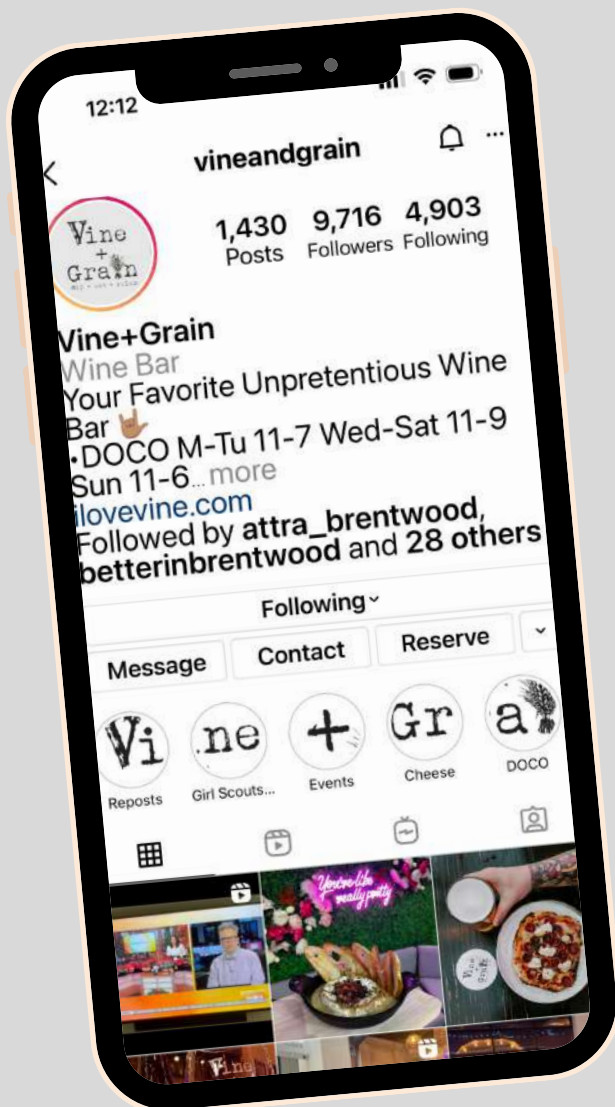 12:12
vineandgrain
Vine
+
Grain
1,430 9,716 4,903
Posts Followers Following
Vine+Grain
Wine Bar
Your Favorite Unpretentious Wine
Bar 🤟🏽
•DOCO M-Tu 11-7 Wed-Sat 11-9
Sun 11-6... more
ilovevine.com
Followed by attra_brentwood,
betterinbrentwood and 28 others
Following
Message Contact Reserve
Vi ne + Gr a
Reposts Girl Scouts... Events Cheese DOCO
You're like
really pretty
Vine
+
Grain
Vine